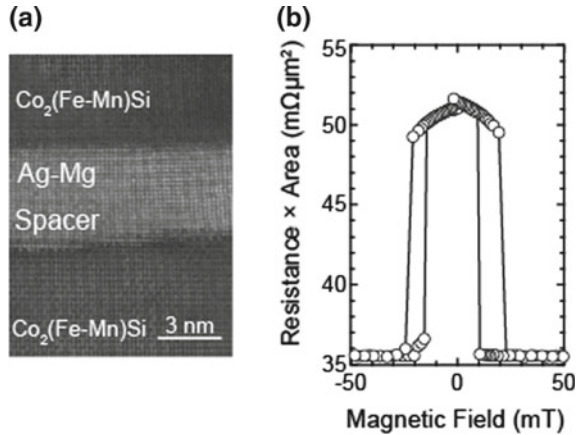 (a)
Co₂(Fe-Mn)Si
Ag-Mg
Spacer
Co₂(Fe-Mn)Si
3 nm
(b)
Resistance × Area (mΩμm²)
55
50
45
40
35
-50
0
50
Magnetic Field (mT)